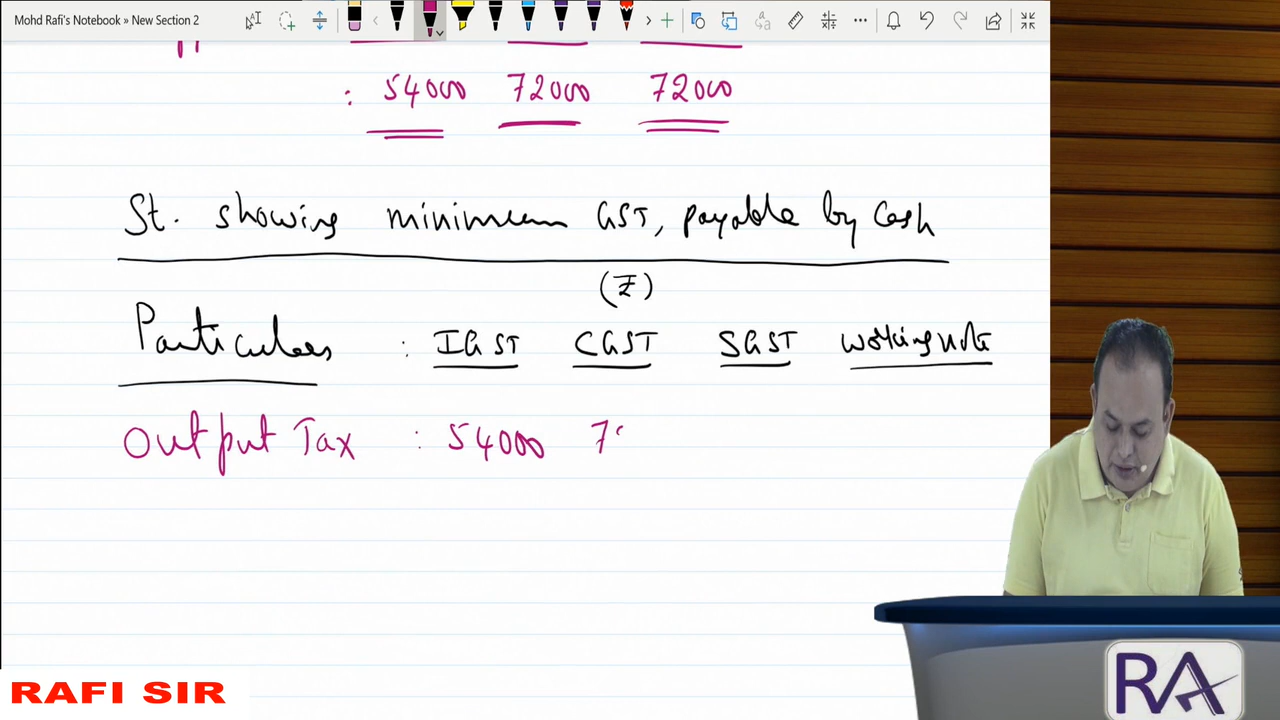 Mohd Rafi's Notebook » New Section 2
: 54000 72000 72000
St. showing minimum GST, payable by Cash
(₹)
Particulars : IGST CGST SGST working note
Output Tax : 54000 7
RAFI SIR
RA